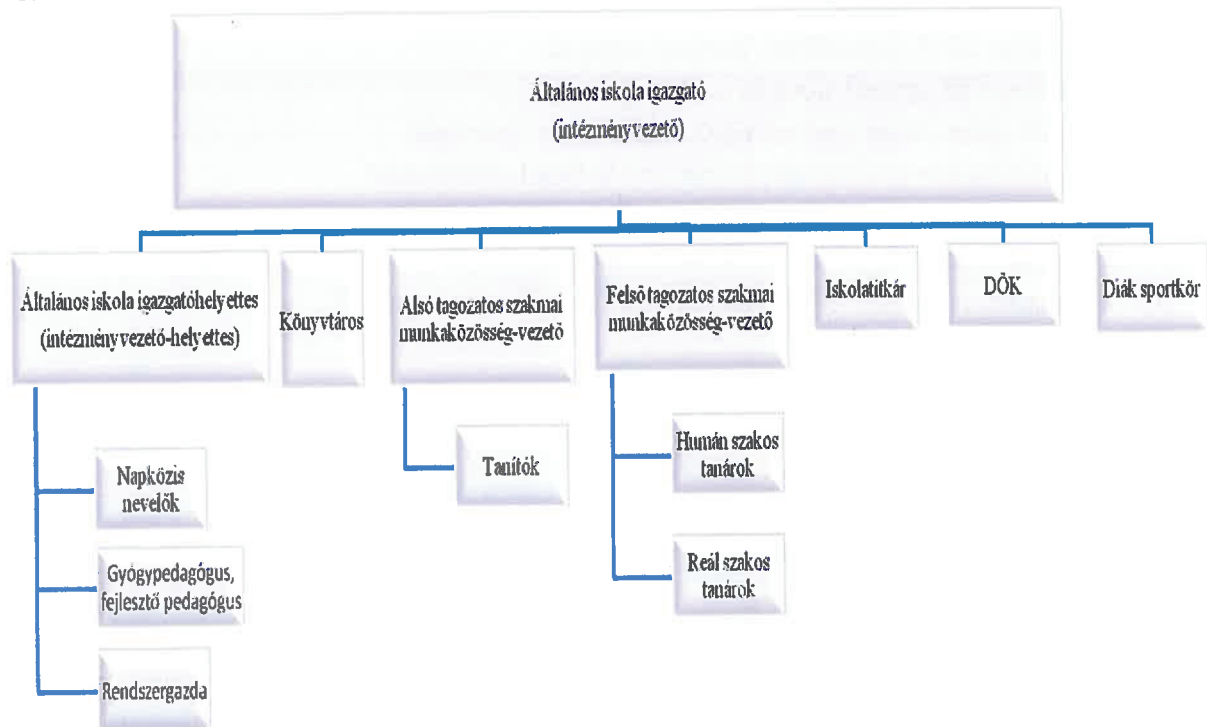 Általános iskola igazgató
(intézményvezető)
Általános iskola igazgatóhelyettes
(intézményvezető-helyettes)
Könyvtáros
Alsó tagozatos szakmai
munkaközösség-vezető
Felső tagozatos szakmai
munkaközösség-vezető
Iskolatitkár
DÖK
Diák sportkör
Napközis
nevelők
Gyógypedagógus,
fejlesztő pedagógus
Rendszergazda
Tanítók
Humán szakos
tanárok
Reál szakos
tanárok